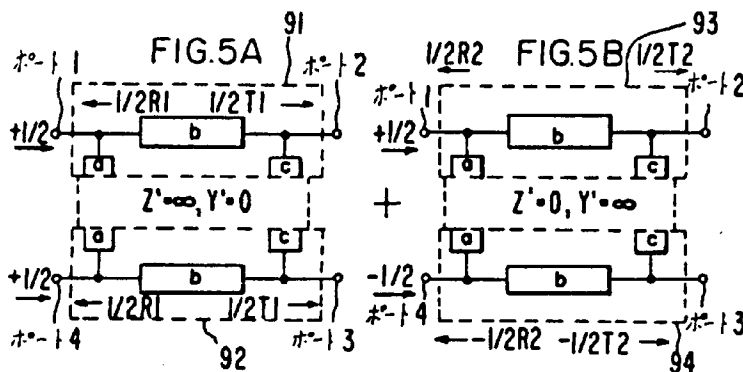 FIG.5A
91
ポート1
ポート2
1/2R1
1/2T1
+1/2
b
a
c
Z'=∞, Y'=0
a
c
+1/2
b
1/2R1
1/2T1
ポート4
92
ポート3
+
FIG.5B
93
1/2R2
1/2T2
ポート1
ポート2
+1/2
b
a
c
Z'=0, Y'=∞
a
c
-1/2
b
ポート4
ポート3
-1/2R2
-1/2T2
94